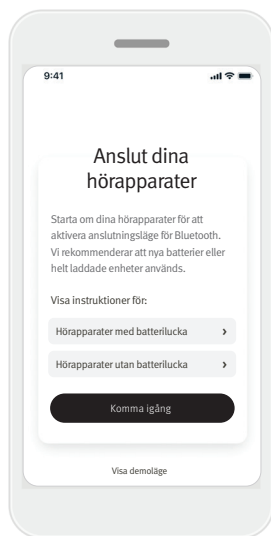 9:41
Anslut dina
hörapparater
Starta om dina hörapparater för att
aktivera anslutningsläge för Bluetooth.
Vi rekommenderar att nya batterier eller
helt laddade enheter används.
Visa instruktioner för:
Hörapparater med batterilucka
Hörapparater utan batterilucka
Komma igång
Visa demoläge